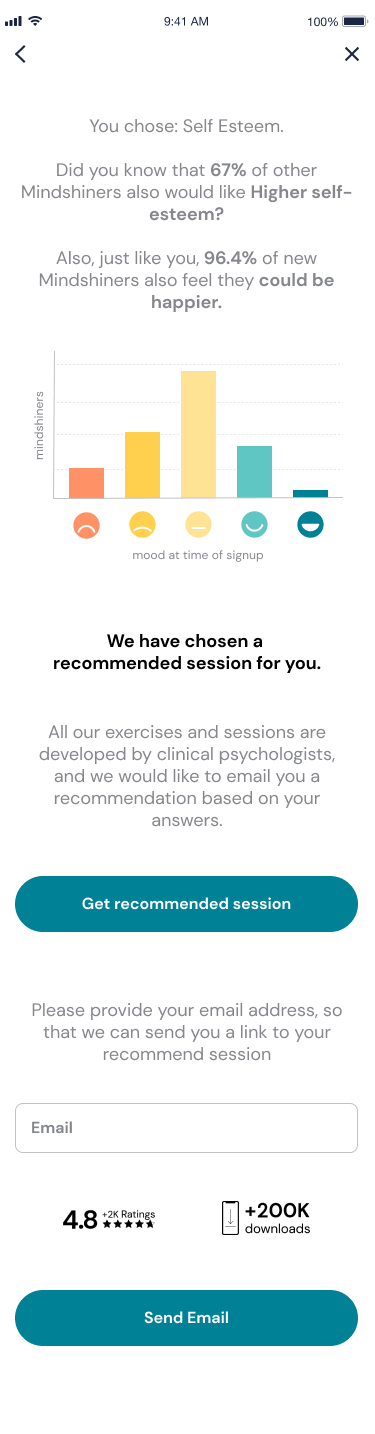 9:41 AM
100%
You chose: Self Esteem.
Did you know that 67% of other
Mindshiners also would like Higher self-
esteem?
Also, just like you, 96.4% of new
Mindshiners also feel they could be
happier.
mindshiners
mood at time of signup
We have chosen a
recommended session for you.
All our exercises and sessions are
developed by clinical psychologists,
and we would like to email you a
recommendation based on your
answers.
Get recommended session
Please provide your email address, so
that we can send you a link to your
recommend session
Email
4.8 +2K Ratings
+200K
downloads
Send Email